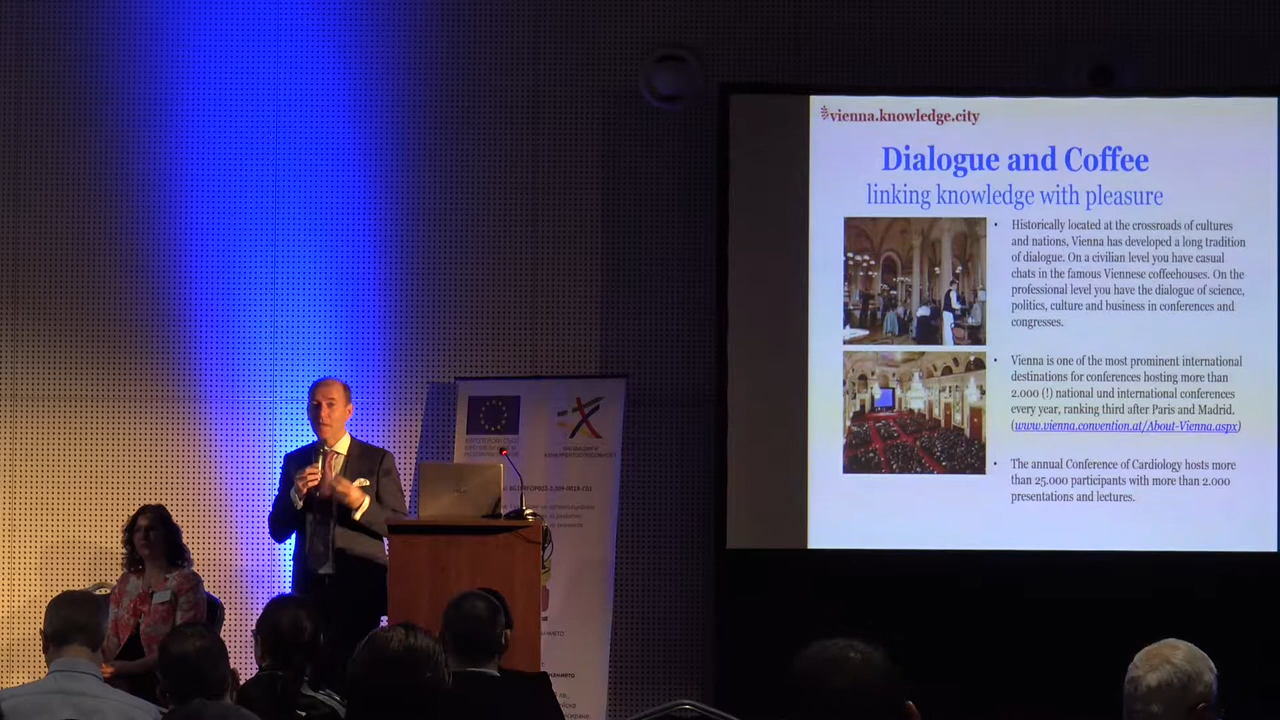 vienna.knowledge.city
Dialogue and Coffee
linking knowledge with pleasure
• Historically located at the crossroads of cultures
and nations, Vienna has developed a long tradition
of dialogue. On a civilian level you have casual
chats in the famous Viennese coffeehouses. On the
professional level you have the dialogue of science,
politics, culture and business in conferences and
congresses.
• Vienna is one of the most prominent international
destinations for conferences hosting more than
2.000 (!) national und international conferences
every year, ranking third after Paris and Madrid.
(www.vienna.convention.at/About-Vienna.aspx)
• The annual Conference of Cardiology hosts more
than 25.000 participants with more than 2.000
presentations and lectures.
ЕВРОПЕЙСКИ СЪЮЗ
ИНОВАЦИИ И
КОНКУРЕНТОСПОСОБНОСТ